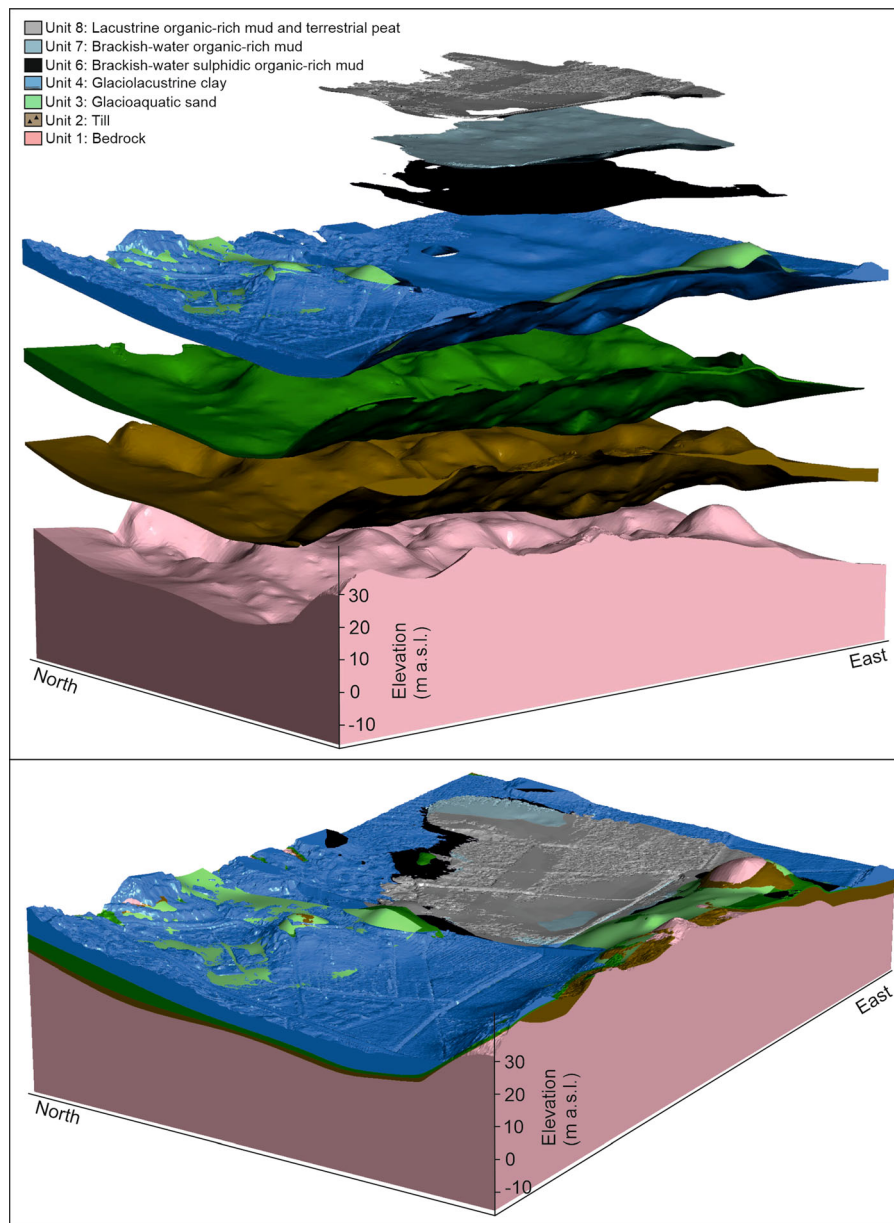 Unit 8: Lacustrine organic-rich mud and terrestrial peat
Unit 7: Brackish-water organic-rich mud
Unit 6: Brackish-water sulphidic organic-rich mud
Unit 4: Glaciolacustrine clay
Unit 3: Glacioaquatic sand
Unit 2: Till
Unit 1: Bedrock
30
20
10
0
-10
Elevation
(m a.s.l.)
North
East
30
20
10
0
-10
Elevation
(m a.s.l.)
North
East